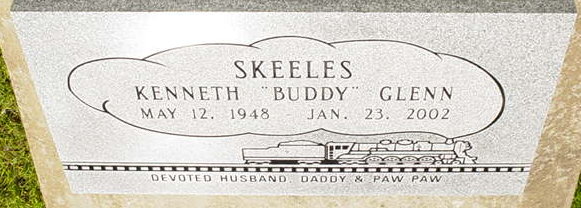 SKEELES
KENNETH "BUDDY" GLENN
MAY 12, 1948 JAN. 23, 2002
DEVOTED HUSBAND, DADDY & PAW PAW